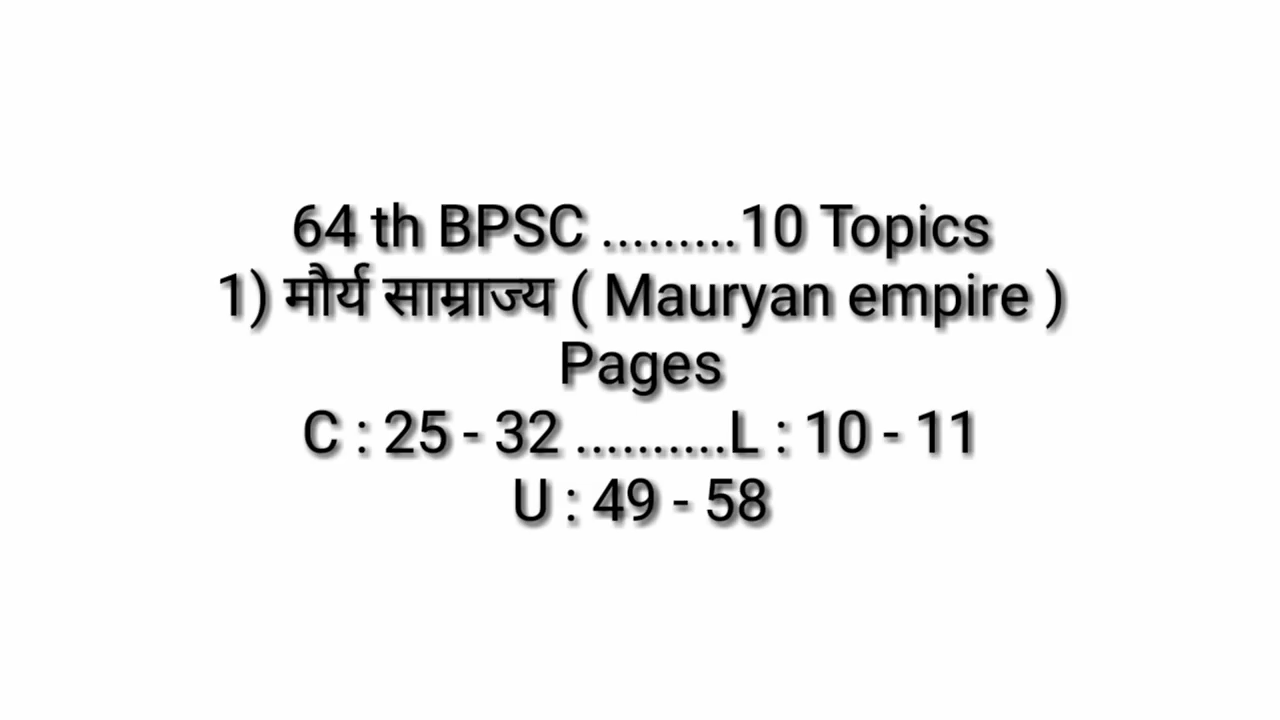 64 th BPSC .........10 Topics
1) मौर्य साम्राज्य ( Mauryan empire )
Pages
C : 25 - 32 ..........L : 10 - 11
U : 49 - 58